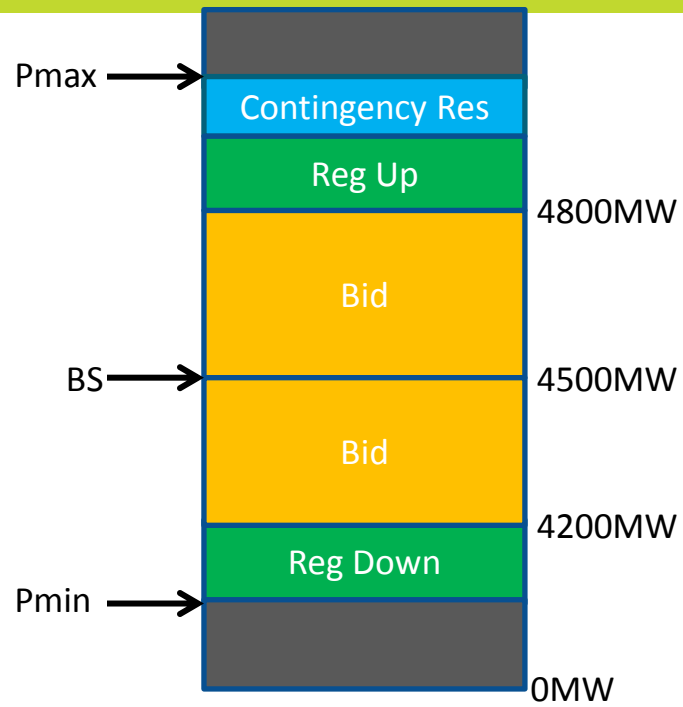 Pmax
Contingency Res
Reg Up
4800MW
Bid
BS
4500MW
Bid
4200MW
Reg Down
Pmin
0MW